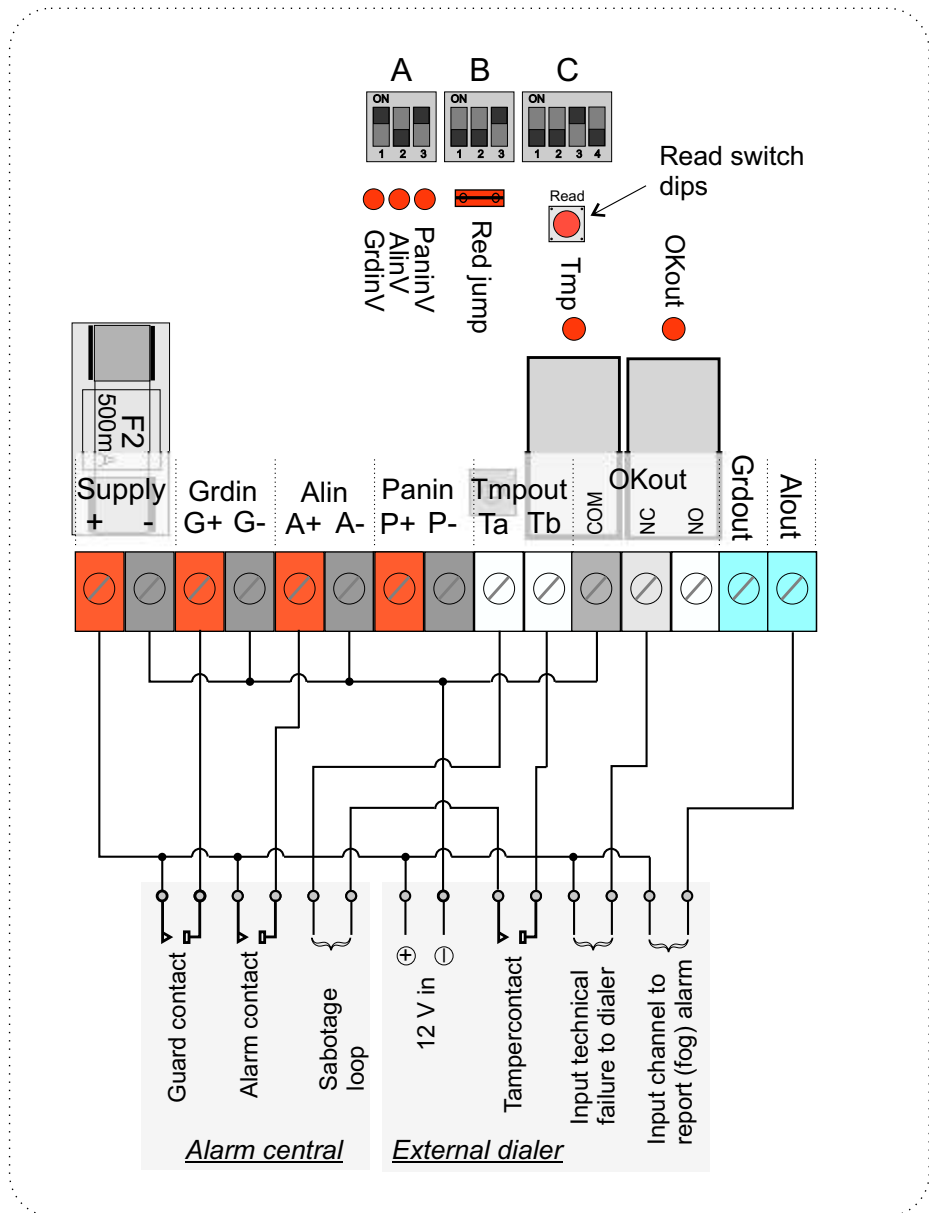 A B C
ON ON ON
1 2 3 1 2 3 1 2 3 4
Read switch
dips
Read
GrdinV
AlinV
PaninV
Red jump
Tmp
OKout
F2
500mA
Supply Grdin Alin Panin Tmpout OKout Grdout Alout
+ - G+ G- A+ A- P+ P- Ta Tb COM NC NO
Guard contact
Alarm contact
Sabotage
loop
+ −
12 V in
Tampercontact
Input technical
failure to dialer
Input channel to
report (fog) alarm
Alarm central
External dialer